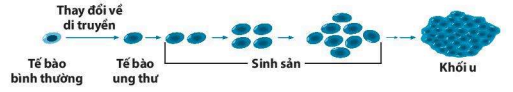 Thay đổi về
di truyền
Tế bào
bình thường
Tế bào
ung thư
Sinh sản
Khối u